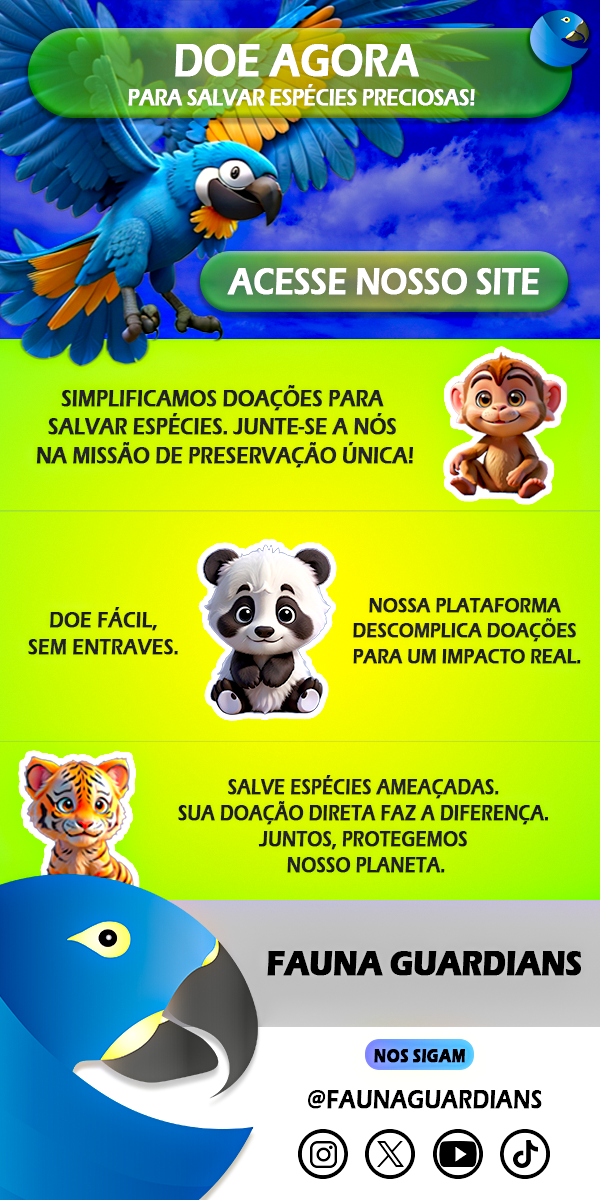 DOE AGORA
PARA SALVAR ESPÉCIES PRECIOSAS!
ACESSE NOSSO SITE
SIMPLIFICAMOS DOAÇÕES PARA
SALVAR ESPÉCIES. JUNTE-SE A NÓS
NA MISSÃO DE PRESERVAÇÃO ÚNICA!
DOE FÁCIL,
SEM ENTRAVES.
NOSSA PLATAFORMA
DESCOMPLICA DOAÇÕES
PARA UM IMPACTO REAL.
SALVE ESPÉCIES AMEAÇADAS.
SUA DOAÇÃO DIRETA FAZ A DIFERENÇA.
JUNTOS, PROTEGEMOS
NOSSO PLANETA.
FAUNA GUARDIANS
NOS SIGAM
@FAUNAGUARDIANS